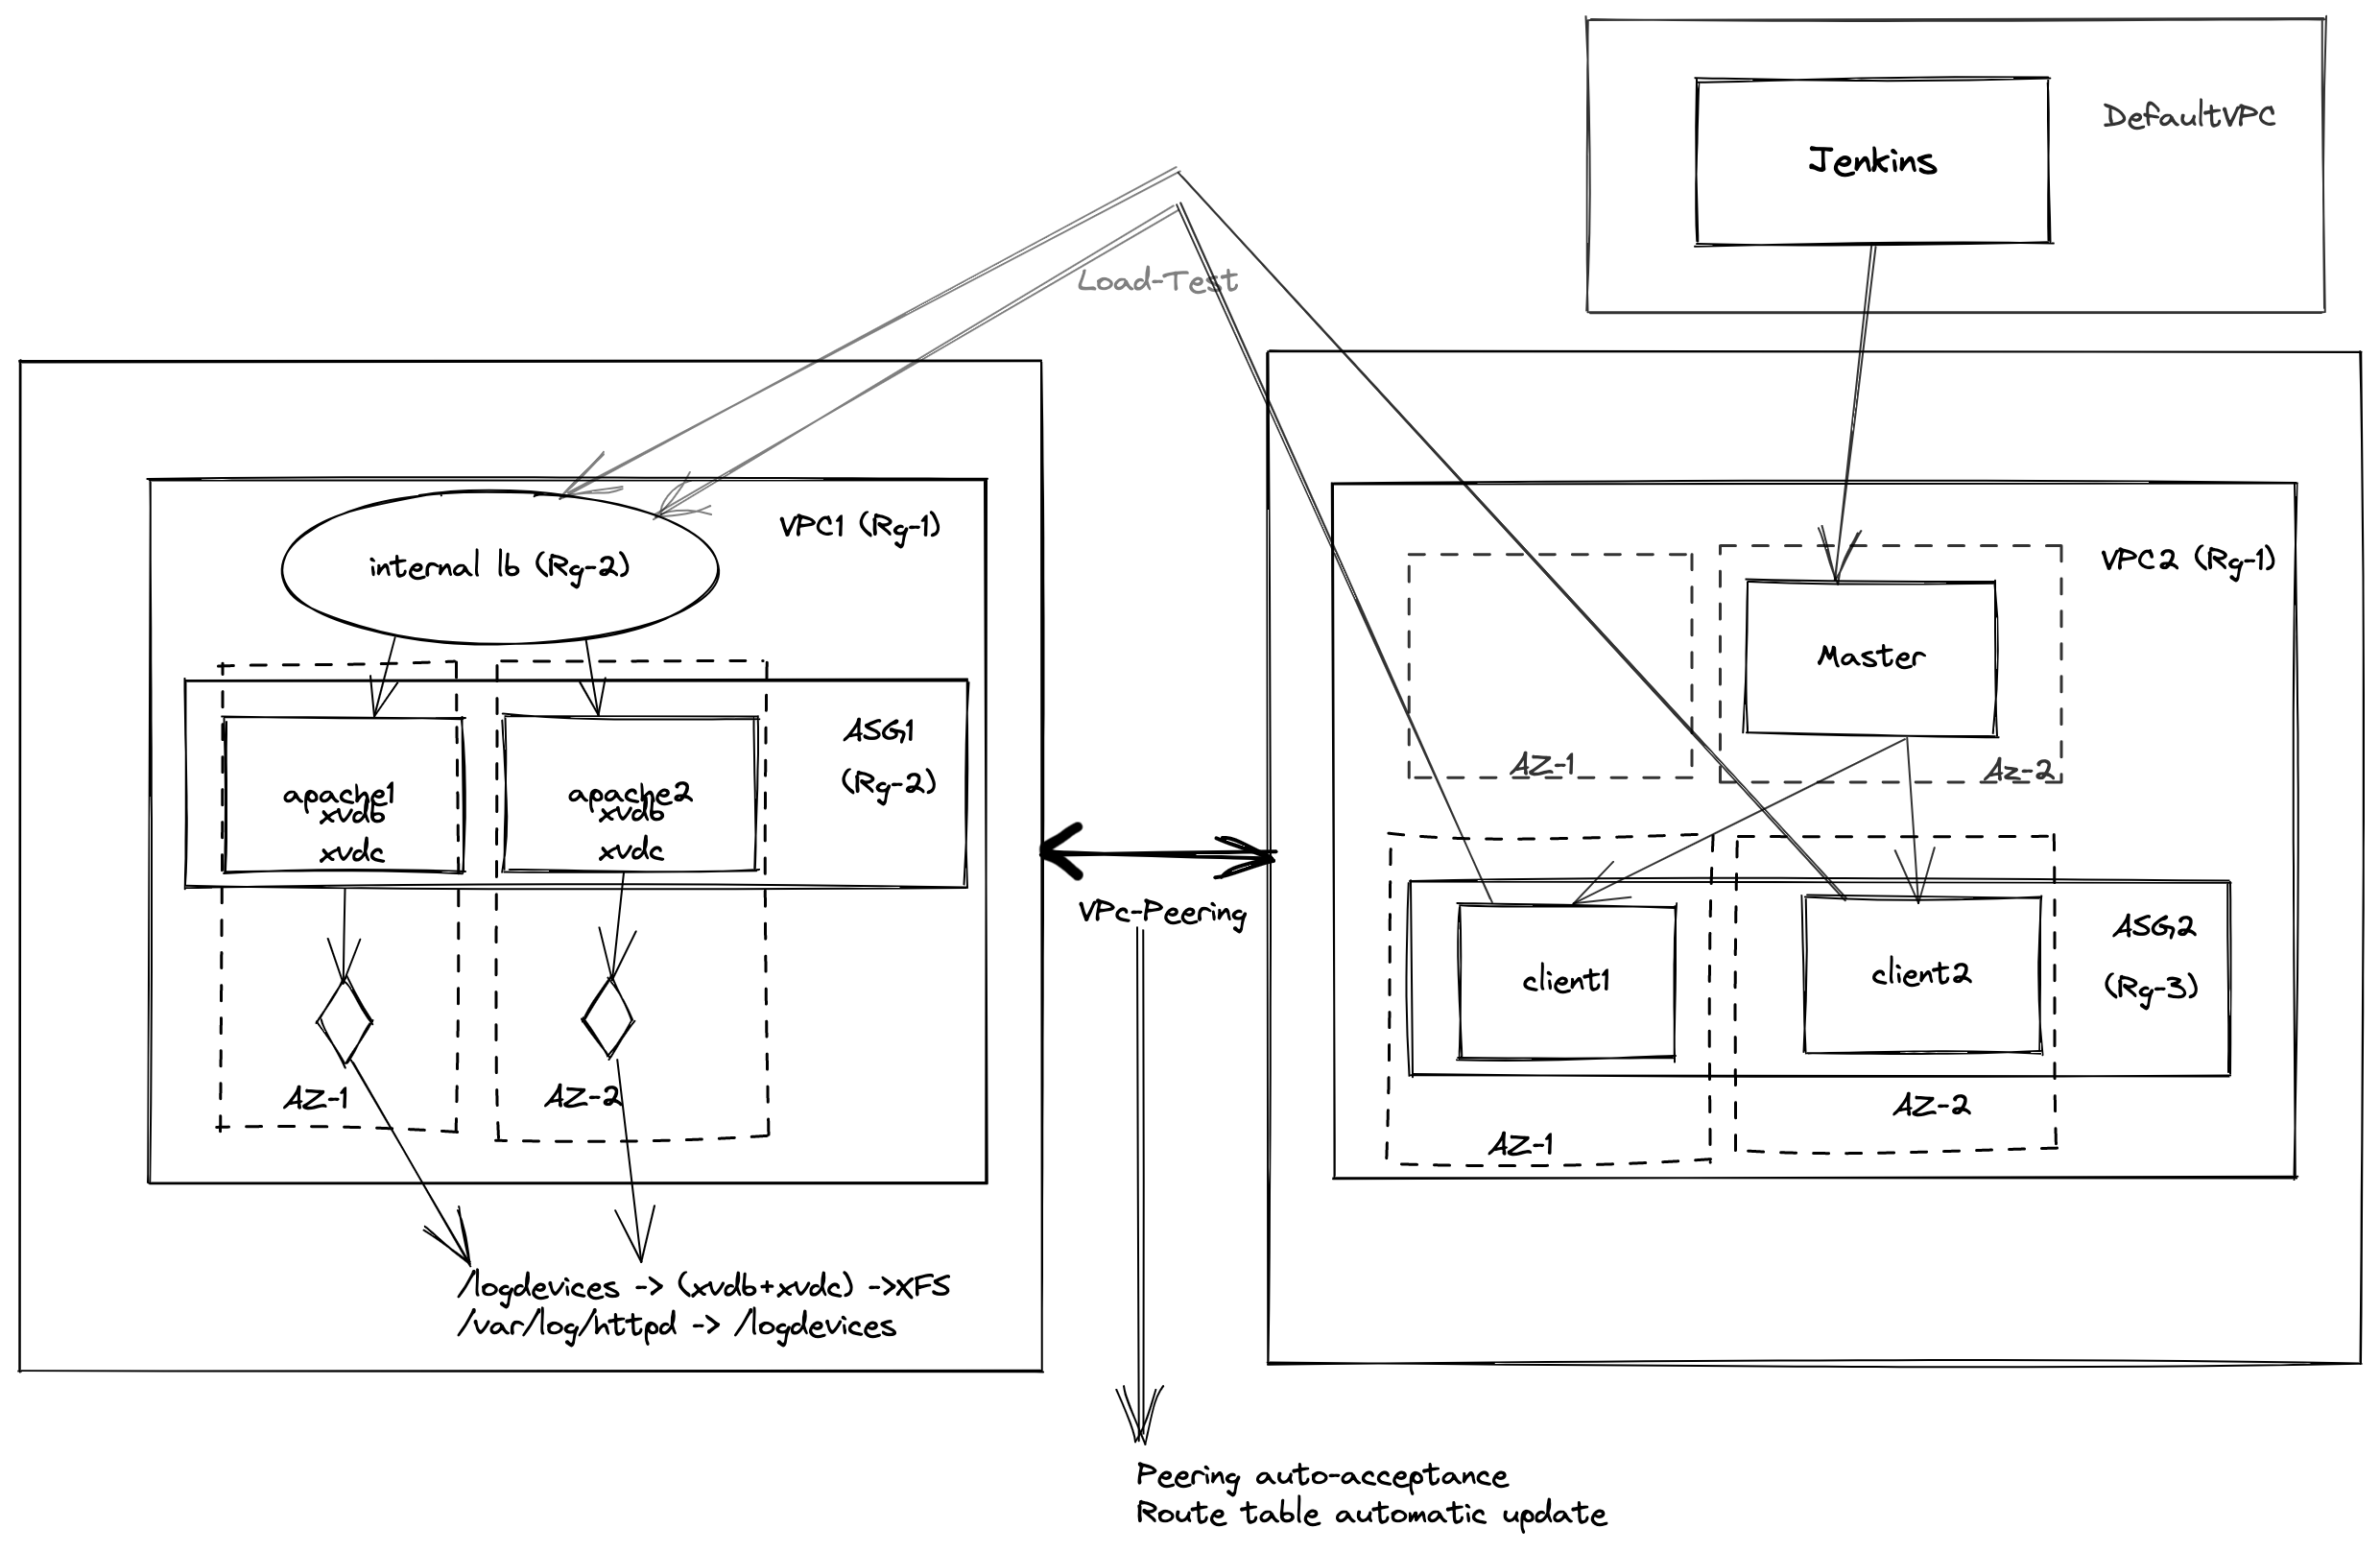 DefaultVPC
Jenkins
Load-Test
VPC1 (Rg-1)
internal lb (Rg-2)
VPC2 (Rg-1)
Master
ASG1
(Rg-2)
apache1
xvdb
xvdc
apache2
xvdb
xvdc
AZ-1
Az-2
VPc-Peering
ASG2
(Rg-3)
client1
client2
AZ-1
AZ-2
AZ-1
AZ-2
/logdevices -> (xvdb+xvdc) ->XFS
/var/log/httpd -> /logdevices
Peering auto-acceptance
Route table automatic update